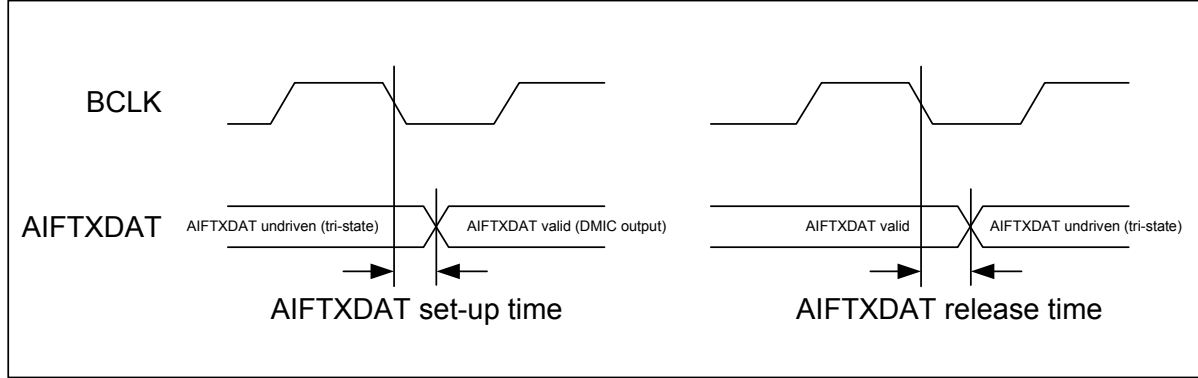 BCLK
AIFTXDAT
AIFTXDAT undriven (tri-state)
AIFTXDAT valid (DMIC output)
AIFTXDAT set-up time
AIFTXDAT valid
AIFTXDAT undriven (tri-state)
AIFTXDAT release time